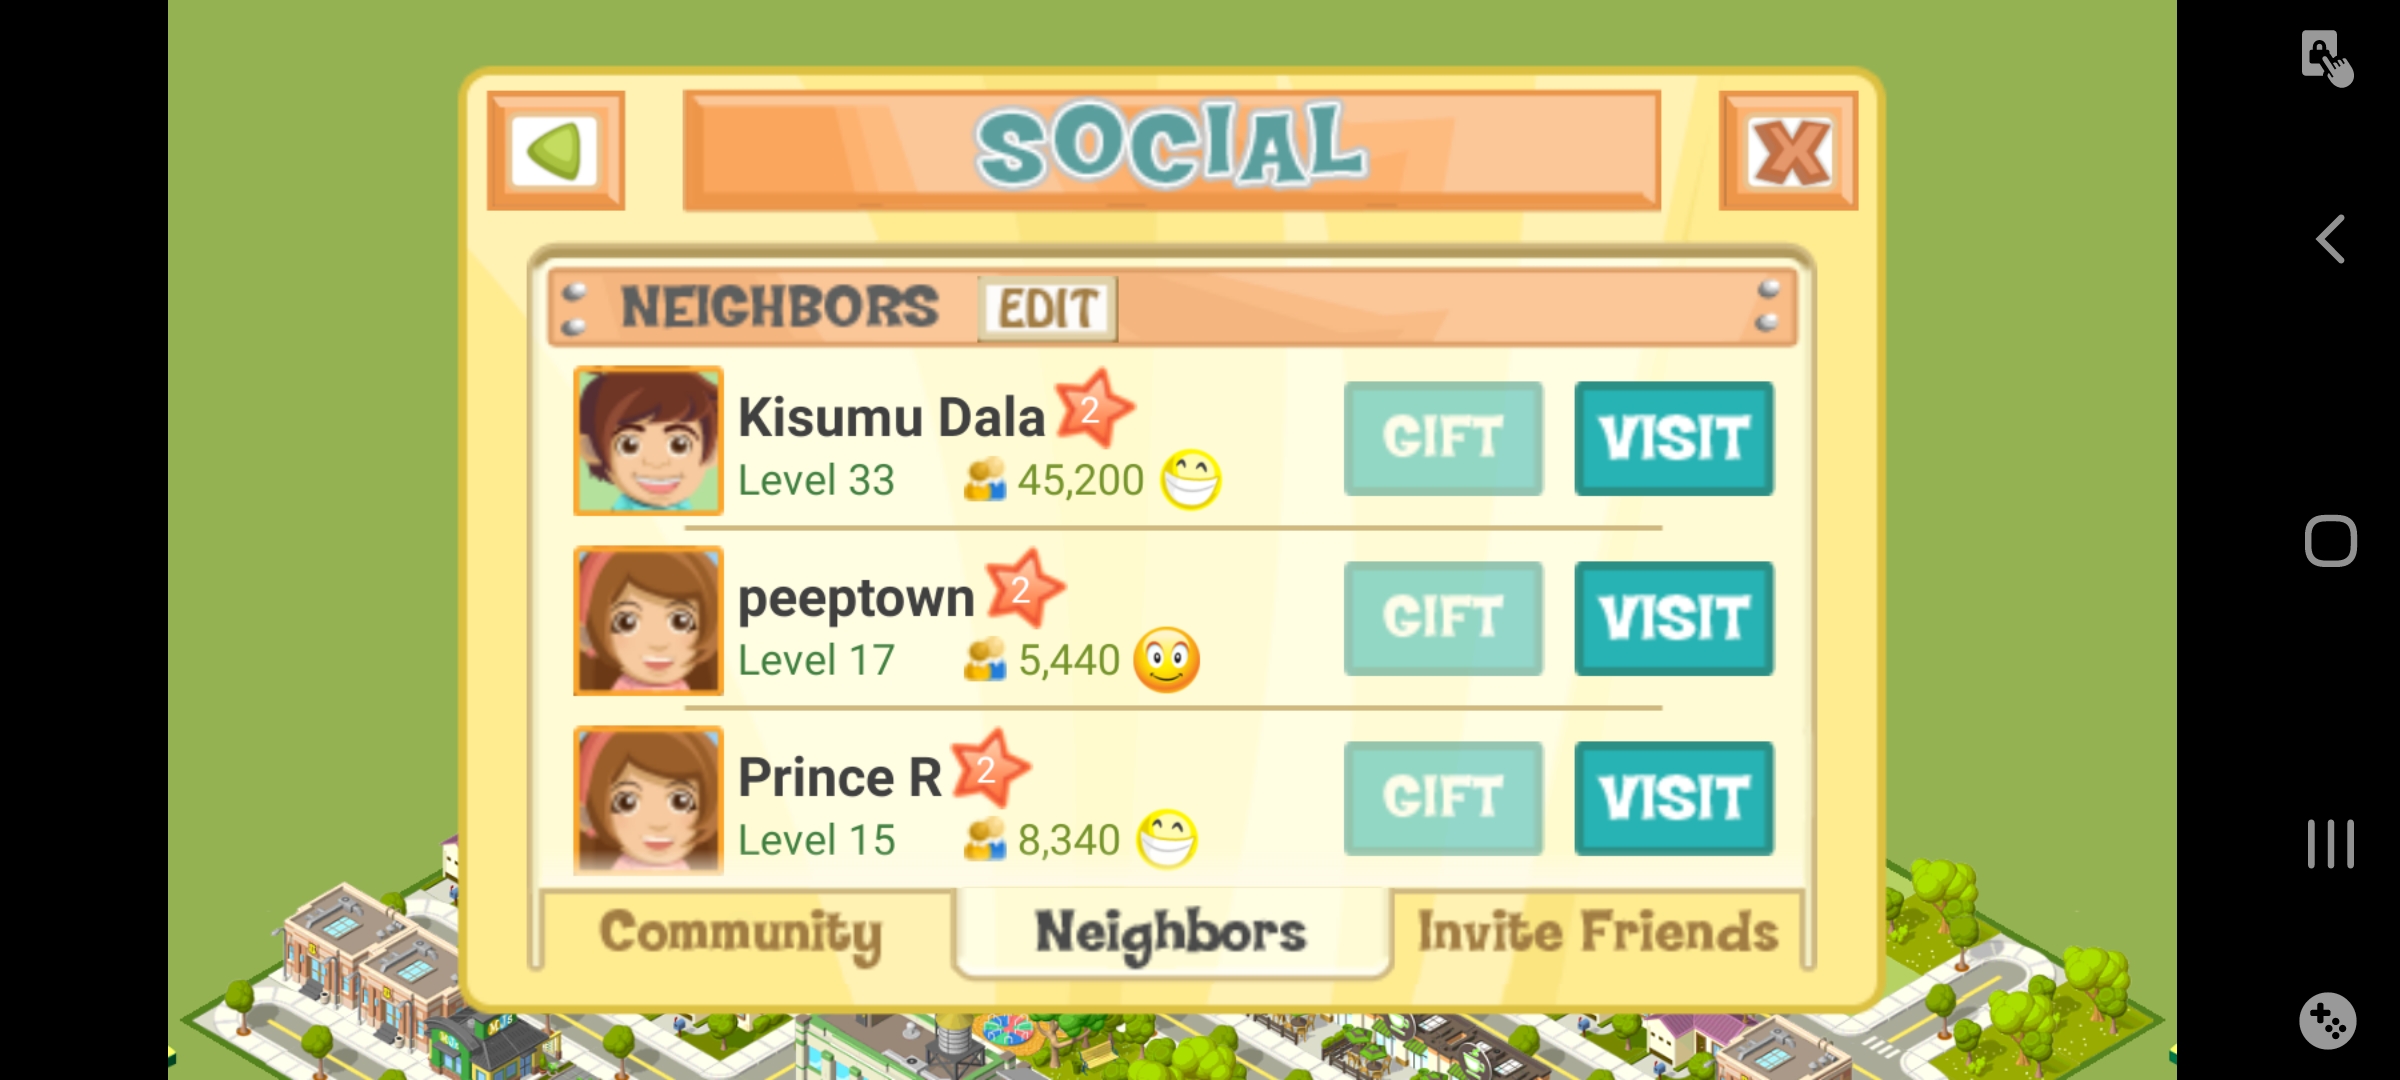 SOCIAL
NEIGHBORS EDIT
Kisumu Dala 2
Level 33 45,200
GIFT VISIT
peeptown 2
Level 17 5,440
GIFT VISIT
Prince R 2
Level 15 8,340
GIFT VISIT
Community Neighbors Invite Friends